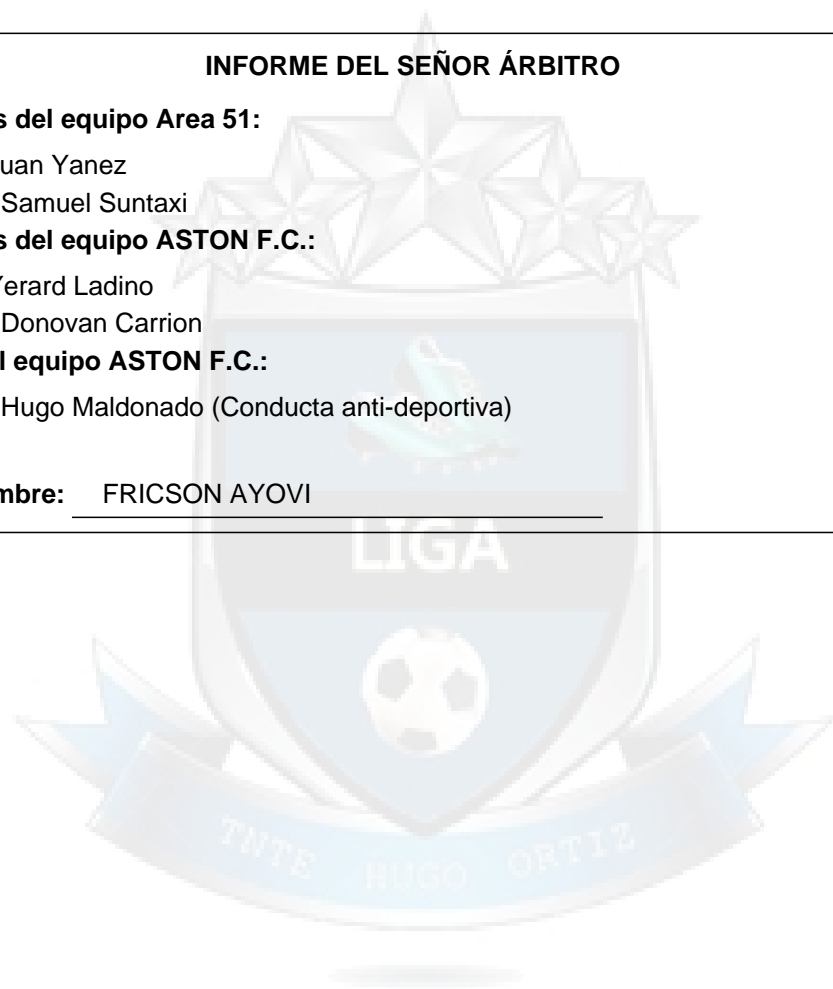 INFORME DEL SEÑOR ÁRBITRO
s del equipo Area 51:
uan Yanez
Samuel Suntaxi
s del equipo ASTON F.C.:
Yerard Ladino
Donovan Carrion
l equipo ASTON F.C.:
Hugo Maldonado (Conducta anti-deportiva)
mbre: FRICSON AYOVI
LIGA
TNTE HUGO ORTIZ